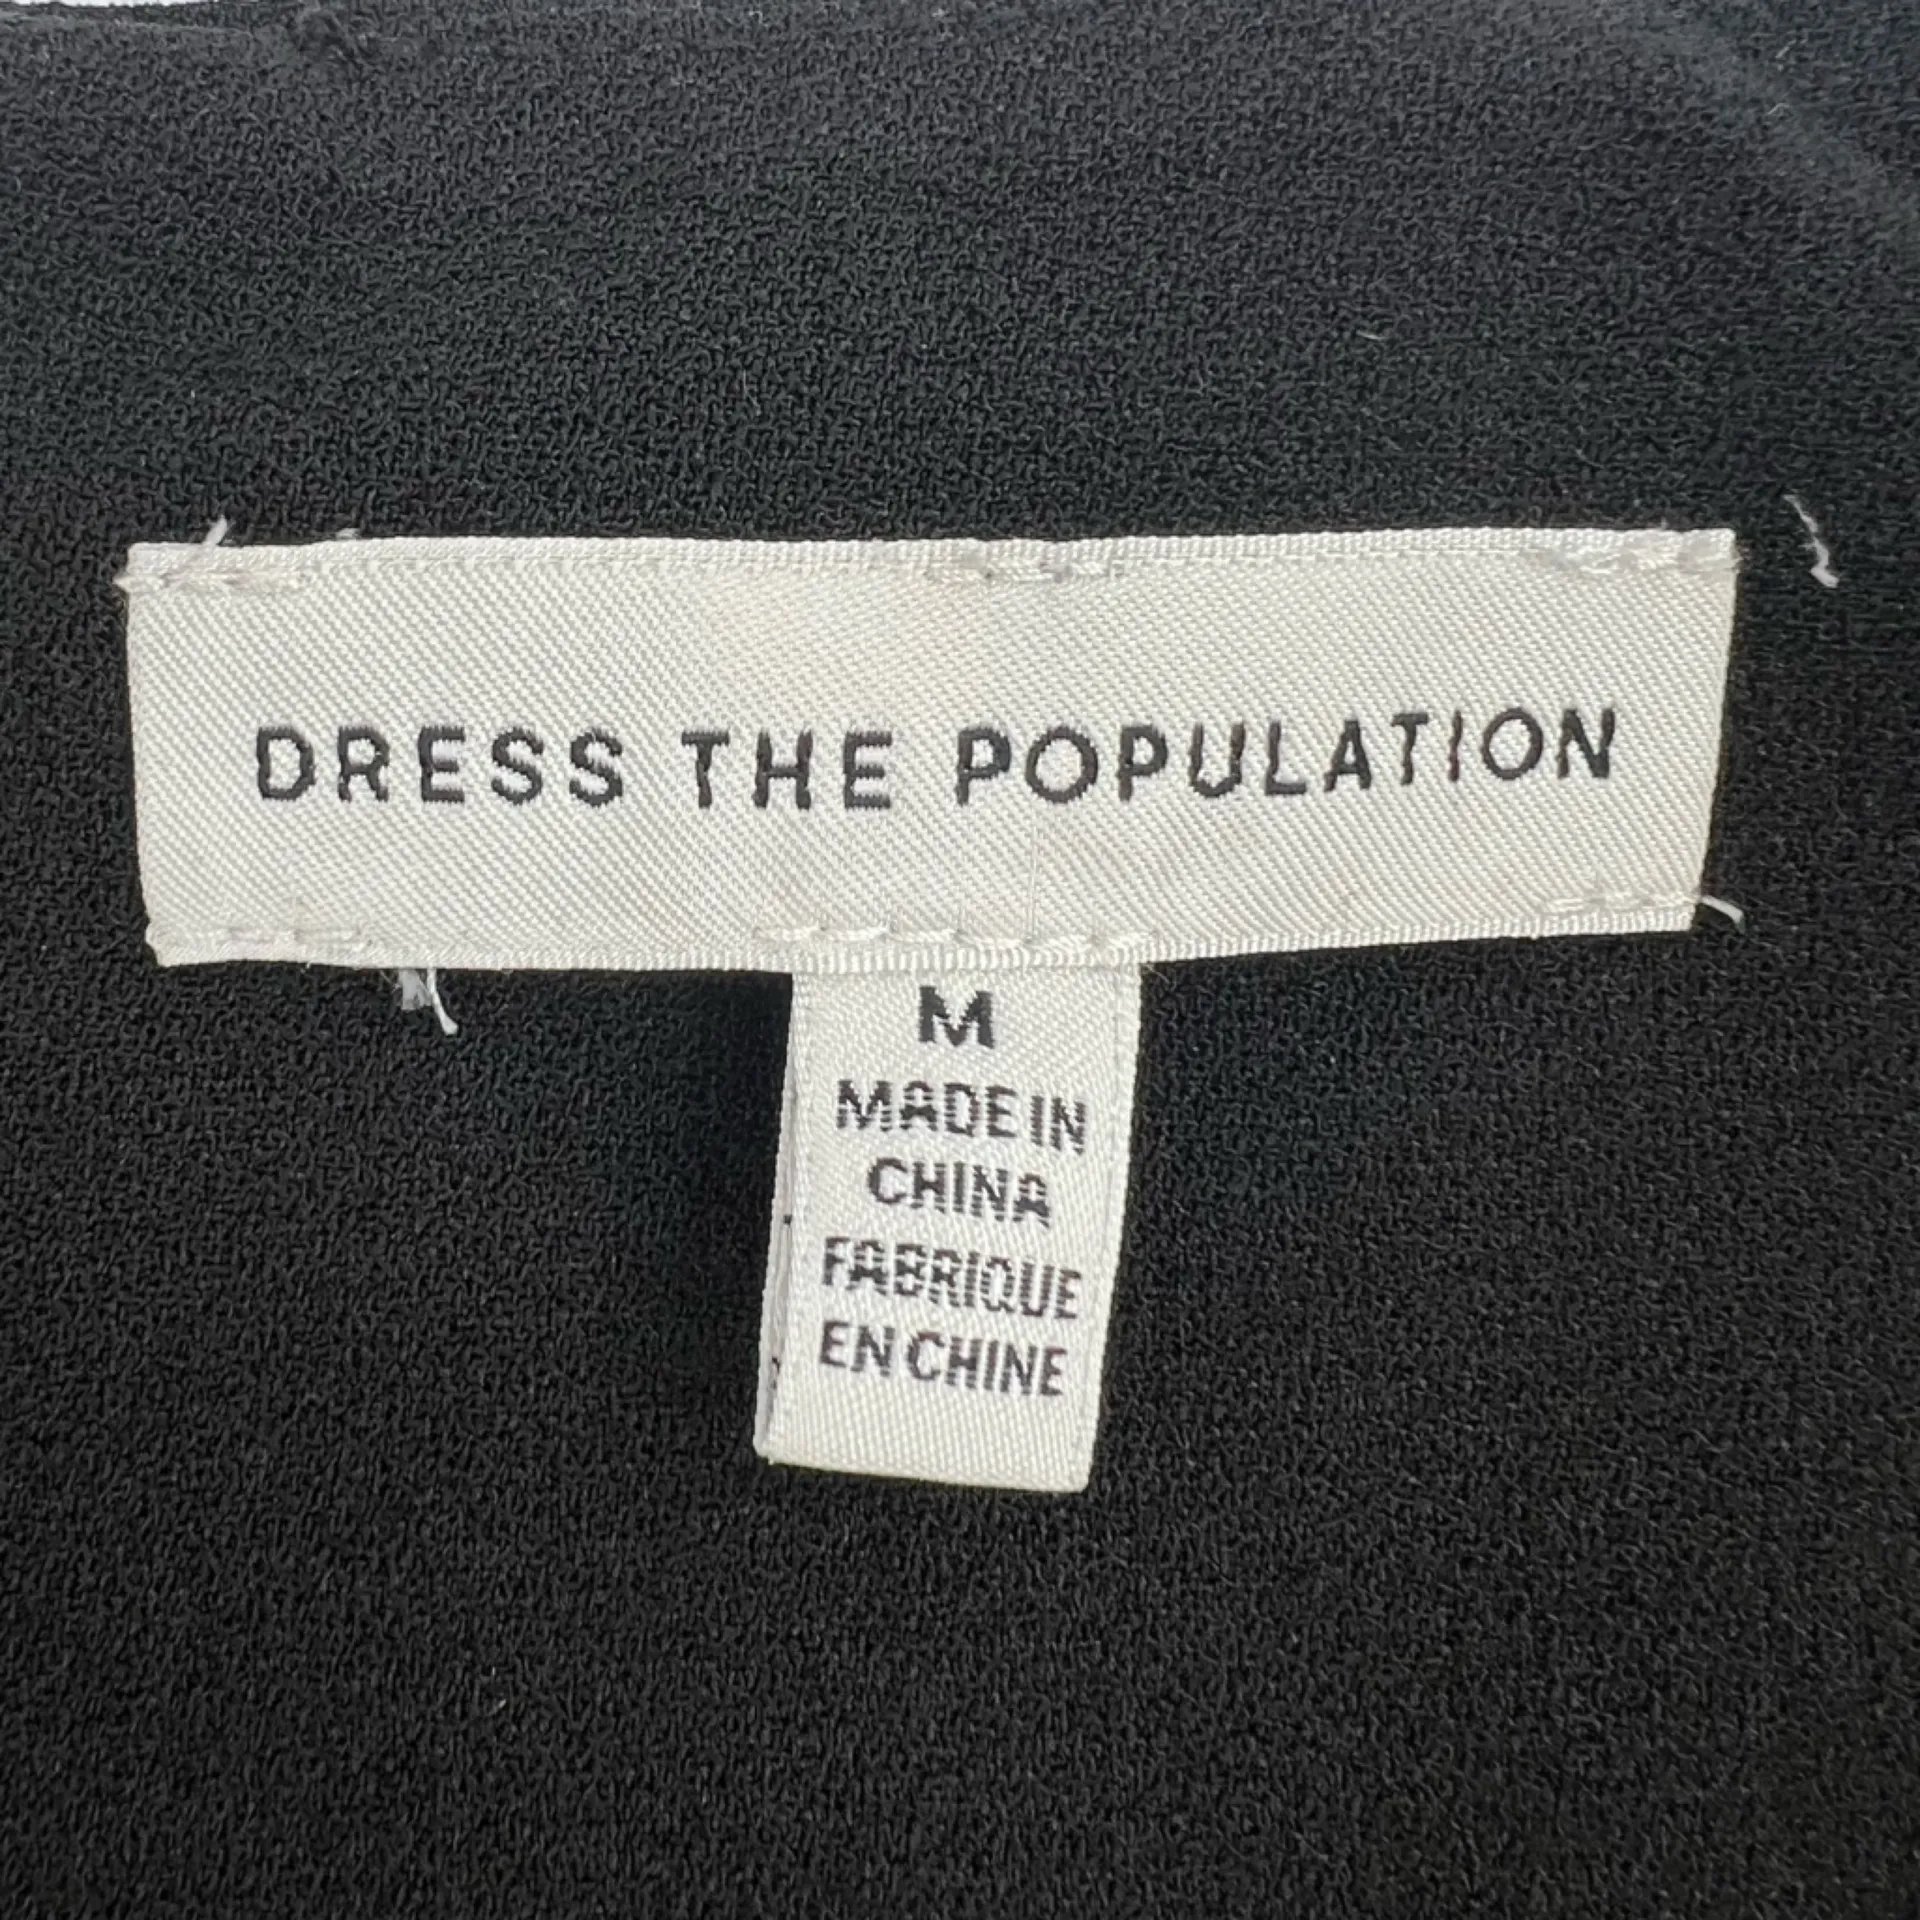 DRESS THE POPULATION
M
MADE IN
CHINA
FABRIQUE
EN CHINE